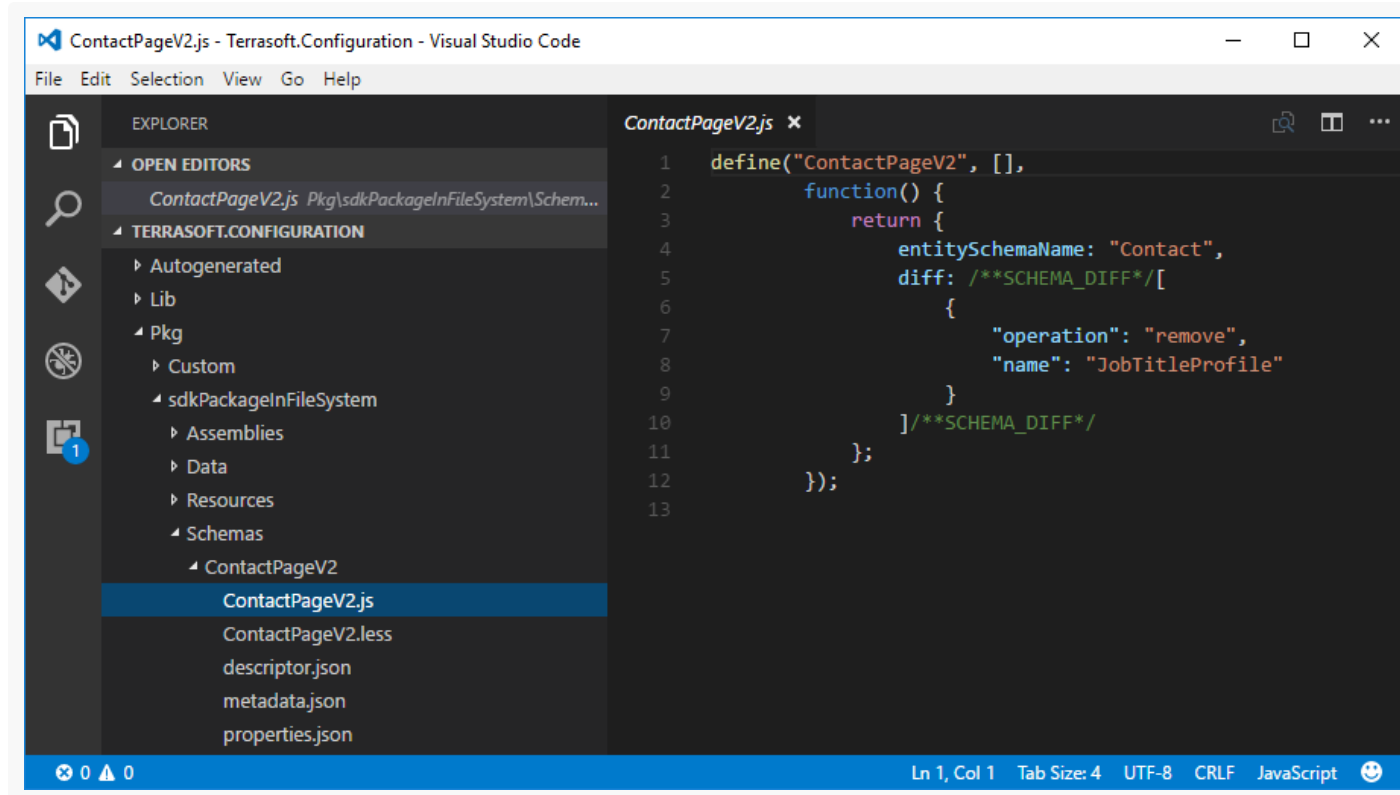 ContactPageV2.js - Terrasoft.Configuration - Visual Studio Code
File Edit Selection View Go Help
EXPLORER
OPEN EDITORS
ContactPageV2.js Pkg\sdkPackageInFileSystem\Schem...
TERRASOFT.CONFIGURATION
Autogenerated
Lib
Pkg
Custom
sdkPackageInFileSystem
Assemblies
Data
Resources
Schemas
ContactPageV2
ContactPageV2.js
ContactPageV2.less
descriptor.json
metadata.json
properties.json
1
ContactPageV2.js
1 define("ContactPageV2", [],
2 function() {
3 return {
4 entitySchemaName: "Contact",
5 diff: /**SCHEMA_DIFF*/[
6 {
7 "operation": "remove",
8 "name": "JobTitleProfile"
9 }
10 ]/**SCHEMA_DIFF*/
11 };
12 });
13
0 0 Ln 1, Col 1 Tab Size: 4 UTF-8 CRLF JavaScript